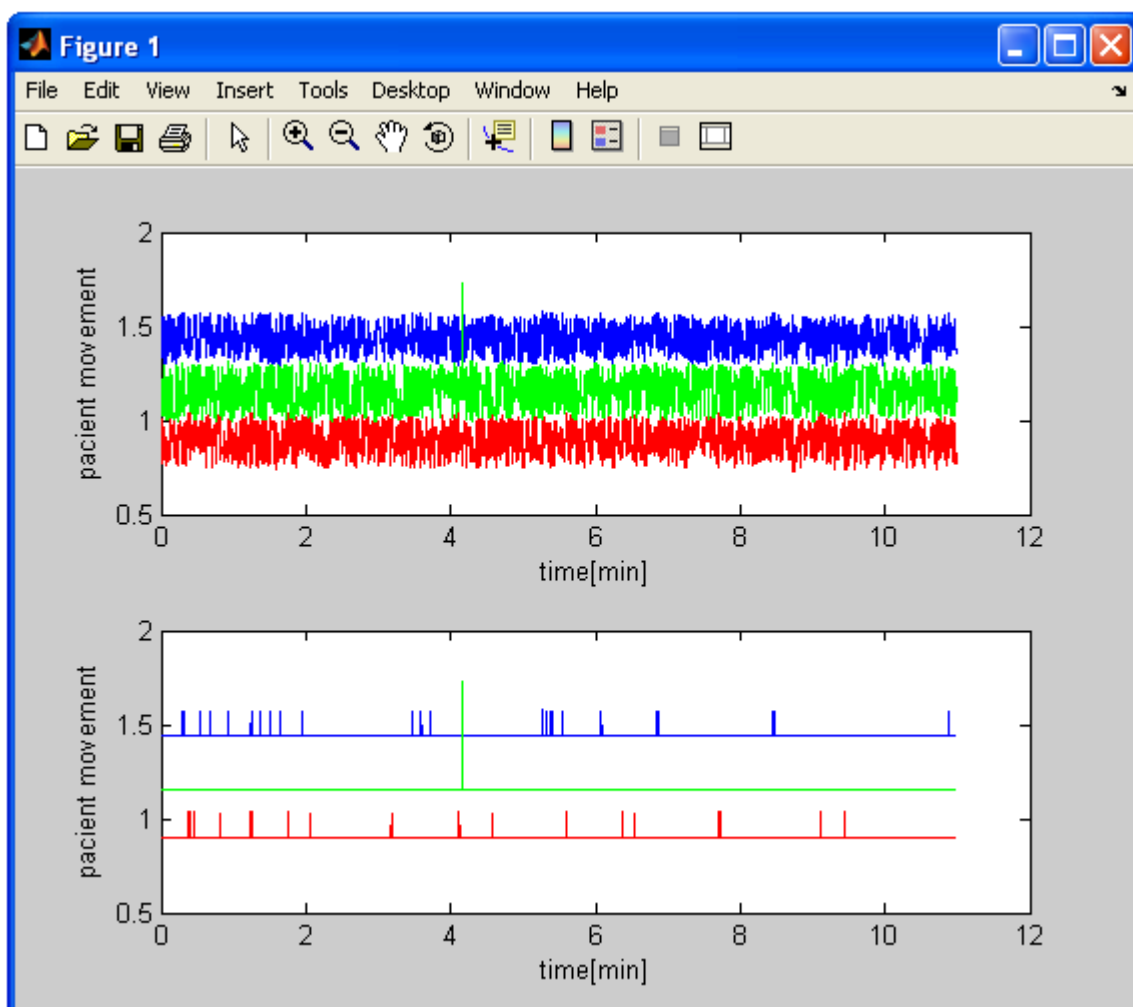 Figure 1
File Edit View Insert Tools Desktop Window Help
2
1.5
1
0.5
pacient movement
0 2 4 6 8 10 12
time[min]
2
1.5
1
0.5
pacient movement
0 2 4 6 8 10 12
time[min]